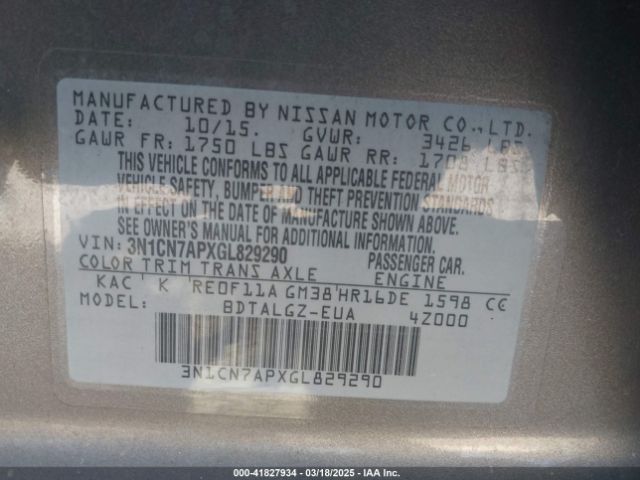 MANUFACTURED BY NISSAN MOTOR CO., LTD.
DATE: 10/15. GVWR: 3426 LBS
GAWR FR: 1750 LBS GAWR RR: 1709 LBS
THIS VEHICLE CONFORMS TO ALL APPLICABLE FEDERAL MOTOR
VEHICLE SAFETY, BUMPER AND THEFT PREVENTION STANDARDS
IN EFFECT ON THE DATE OF MANUFACTURE SHOWN ABOVE.
SEE OWNER'S MANUAL FOR ADDITIONAL INFORMATION.
VIN: 3N1CN7APXGL829290 PASSENGER CAR.
COLOR TRIM TRANS AXLE ENGINE
KAC' K 'RE0F11A GM38'HR16DE 1598 CC
MODEL: BDTALGZ-EUA 4Z000
3N1CN7APXGL829290
000-41827934 / 03/18/2025 - IAA Inc.